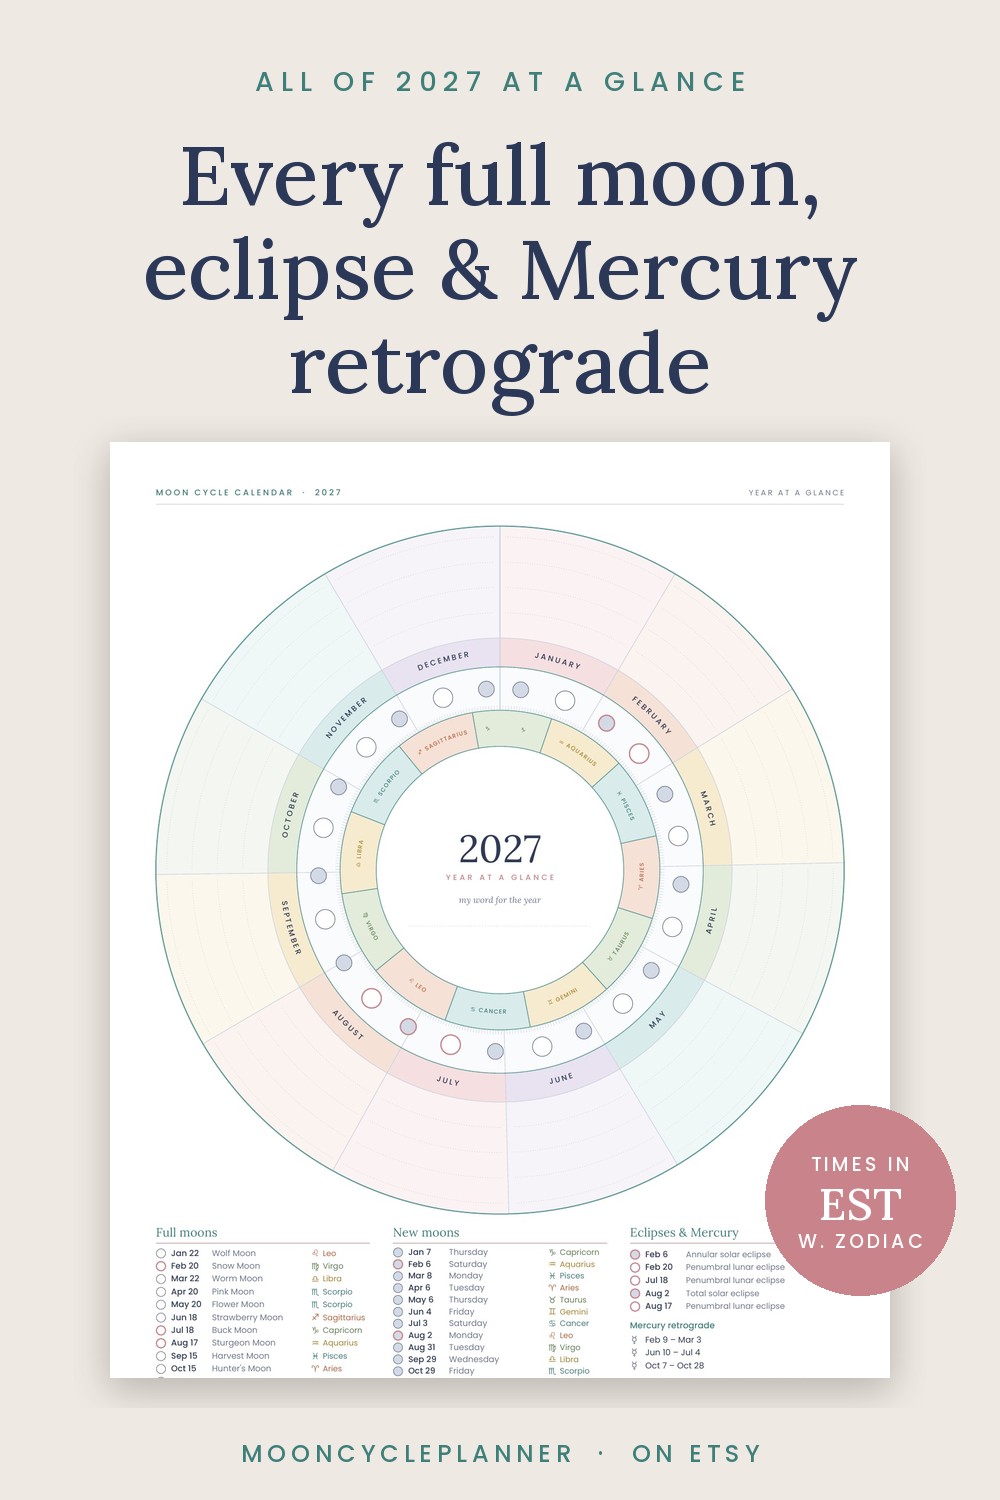 ALL OF 2027 AT A GLANCE
Every full moon,
eclipse & Mercury
retrograde
MOON CYCLE CALENDAR · 2027
YEAR AT A GLANCE
JANUARY
FEBRUARY
MARCH
APRIL
MAY
JUNE
JULY
AUGUST
SEPTEMBER
OCTOBER
NOVEMBER
DECEMBER
♒ AQUARIUS
♓ PISCES
♈ ARIES
♉ TAURUS
♊ GEMINI
♋ CANCER
♌ LEO
♍ VIRGO
♎ LIBRA
♏ SCORPIO
♐ SAGITTARIUS
2027
YEAR AT A GLANCE
my word for the year
TIMES IN
EST
W. ZODIAC
Full moons
Jan 22 Wolf Moon ♌ Leo
Feb 20 Snow Moon ♍ Virgo
Mar 22 Worm Moon ♎ Libra
Apr 20 Pink Moon ♏ Scorpio
May 20 Flower Moon ♏ Scorpio
Jun 18 Strawberry Moon ♐ Sagittarius
Jul 18 Buck Moon ♑ Capricorn
Aug 17 Sturgeon Moon ♒ Aquarius
Sep 15 Harvest Moon ♓ Pisces
Oct 15 Hunter's Moon ♈ Aries
New moons
Jan 7 Thursday ♑ Capricorn
Feb 6 Saturday ♒ Aquarius
Mar 8 Monday ♓ Pisces
Apr 6 Tuesday ♈ Aries
May 6 Thursday ♉ Taurus
Jun 4 Friday ♊ Gemini
Jul 3 Saturday ♋ Cancer
Aug 2 Monday ♌ Leo
Aug 31 Tuesday ♍ Virgo
Sep 29 Wednesday ♎ Libra
Oct 29 Friday ♏ Scorpio
Eclipses & Mercury
Feb 6 Annular solar eclipse
Feb 20 Penumbral lunar eclipse
Jul 18 Penumbral lunar eclipse
Aug 2 Total solar eclipse
Aug 17 Penumbral lunar eclipse
Mercury retrograde
☿ Feb 9 – Mar 3
☿ Jun 10 – Jul 4
☿ Oct 7 – Oct 28
MOONCYCLEPLANNER · ON ETSY